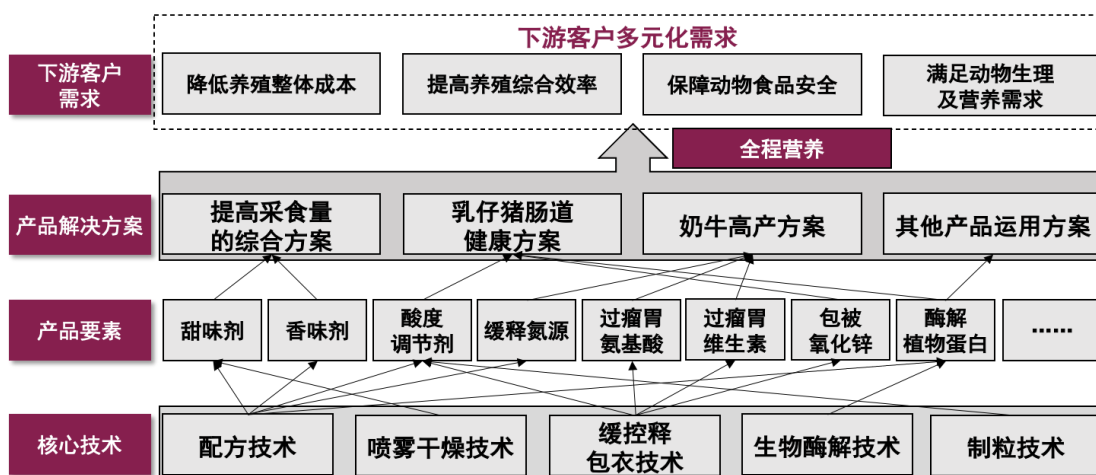 下游客户多元化需求
下游客户
需求
降低养殖整体成本
提高养殖综合效率
保障动物食品安全
满足动物生理
及营养需求
全程营养
产品解决方案
提高采食量
的综合方案
乳仔猪肠道
健康方案
奶牛高产方案
其他产品运用方案
产品要素
甜味剂
香味剂
酸度
调节剂
缓释氮源
过瘤胃
氨基酸
过瘤胃
维生素
包被
氧化锌
酶解
植物蛋白
······
核心技术
配方技术
喷雾干燥技术
缓控释
包衣技术
生物酶解技术
制粒技术